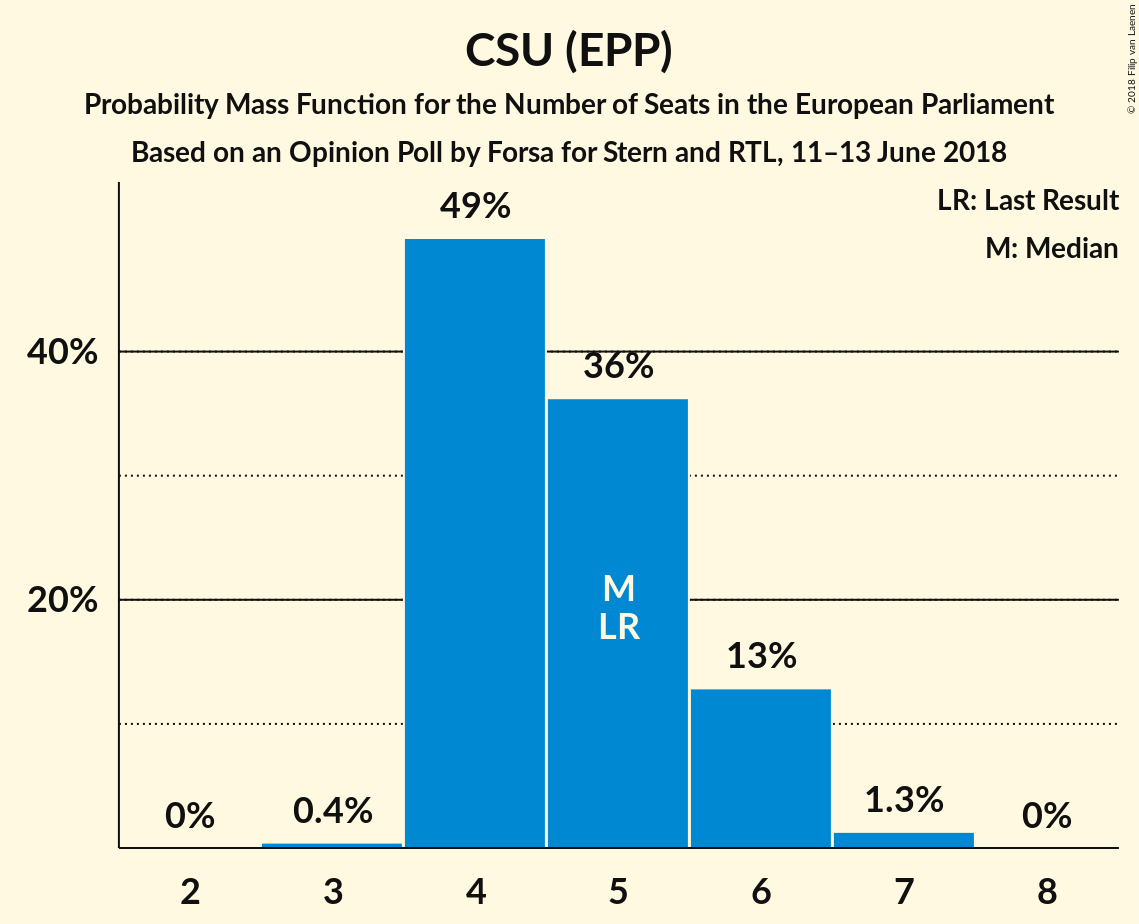 CSU (EPP)
Probability Mass Function for the Number of Seats in the European Parliament
Based on an Opinion Poll by Forsa for Stern and RTL, 11–13 June 2018
© 2018 Filip van Laenen
LR: Last Result
M: Median
49%
40%
36%
20%
M
LR
13%
0%
0.4%
1.3%
0%
2 3 4 5 6 7 8